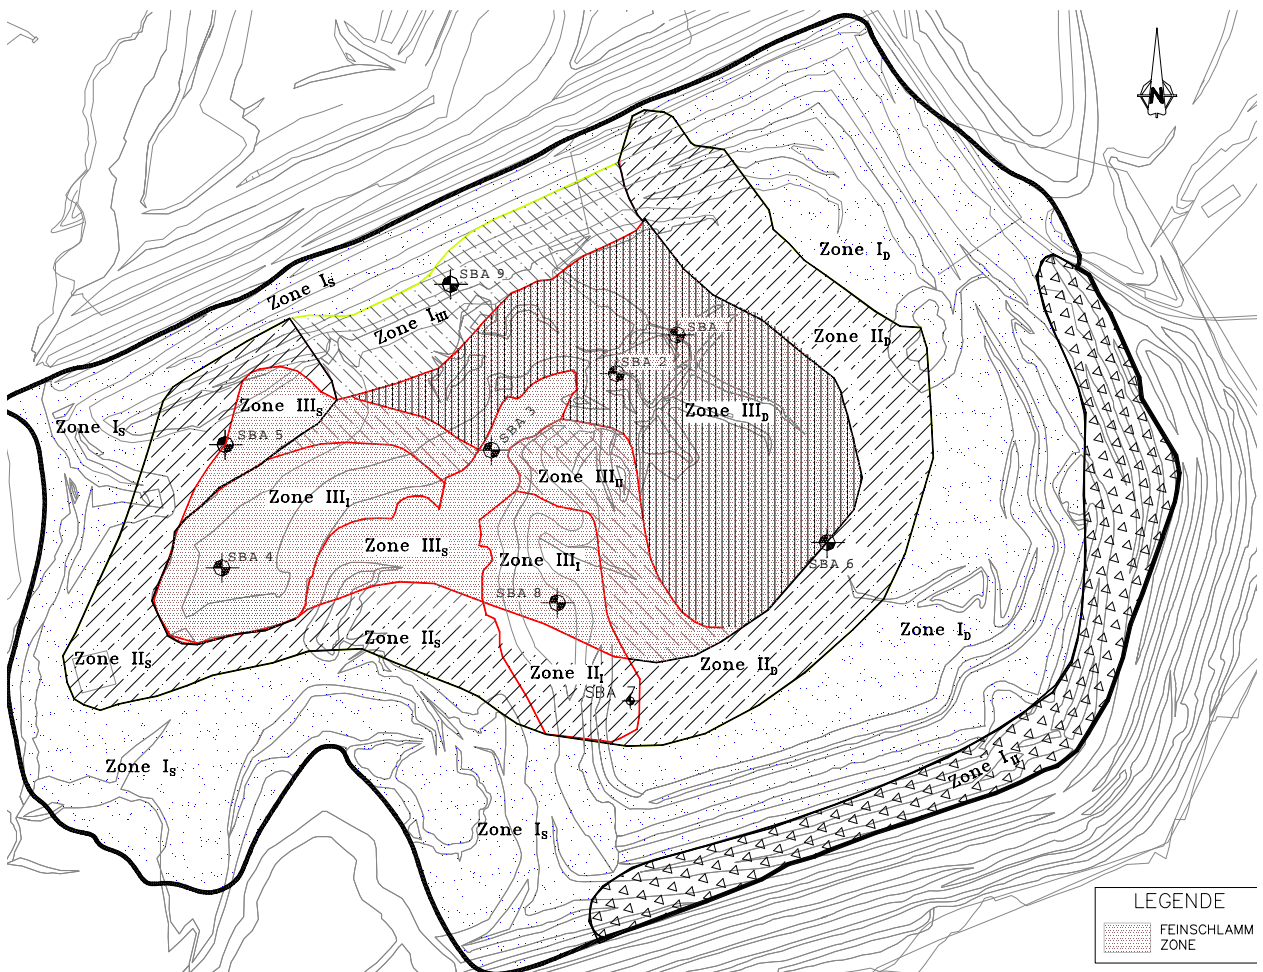 N
Zone I_D
SBA 9
Zone I_S
Zone I_III
SBA 1
Zone II_D
SBA 2
Zone III_S
Zone III_D
Zone I_S
SBA 3
SBA 5
Zone III_II
Zone III_I
Zone III_S
SBA 4
Zone III_I
SBA 6
SBA 8
Zone I_D
Zone II_S
Zone II_S
Zone II_D
Zone II_I
SBA 7
Zone I_S
Zone I_II
Zone I_S
LEGENDE
FEINSCHLAMM
ZONE